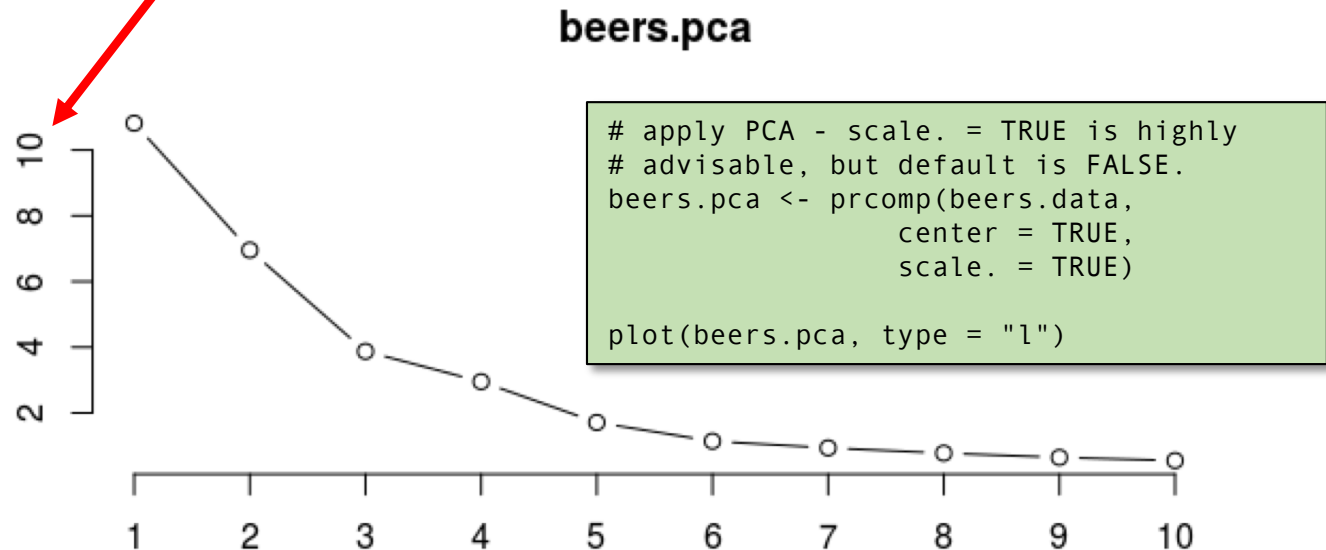 beers.pca
# apply PCA - scale. = TRUE is highly
# advisable, but default is FALSE.
beers.pca <- prcomp(beers.data,
               center = TRUE,
               scale. = TRUE)
plot(beers.pca, type = "l")
10
8
6
4
2
1 2 3 4 5 6 7 8 9 10